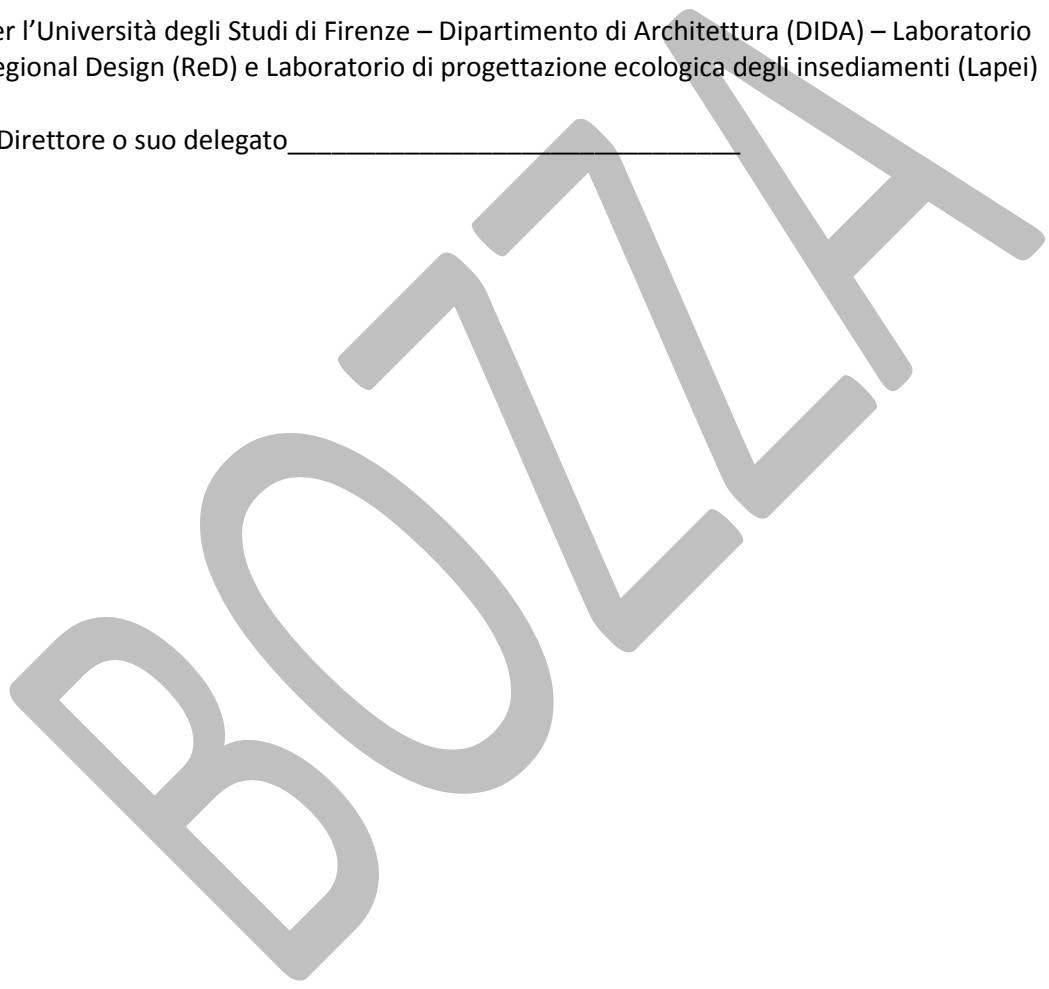 er l’Università degli Studi di Firenze – Dipartimento di Architettura (DIDA) – Laboratorio
egional Design (ReD) e Laboratorio di progettazione ecologica degli insediamenti (Lapei)
Direttore o suo delegato_______________________________
BOZZA